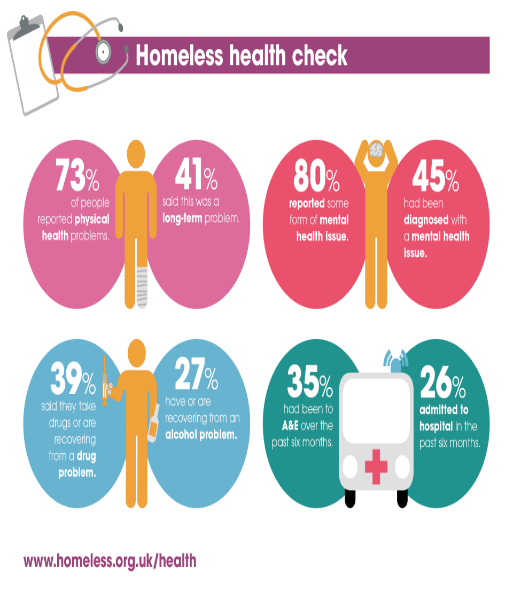 Homeless health check
73%
of people
reported physical
health problems.
41%
said this was a
long-term problem.
80%
reported some
form of mental
health issue.
45%
had been
diagnosed with
a mental health
issue.
39%
said they take
drugs or are
recovering
from a drug
problem.
27%
have or are
recovering from an
alcohol problem.
35%
had been to
A&E over the
past six months.
26%
admitted to
hospital in the
past six months.
www.homeless.org.uk/health